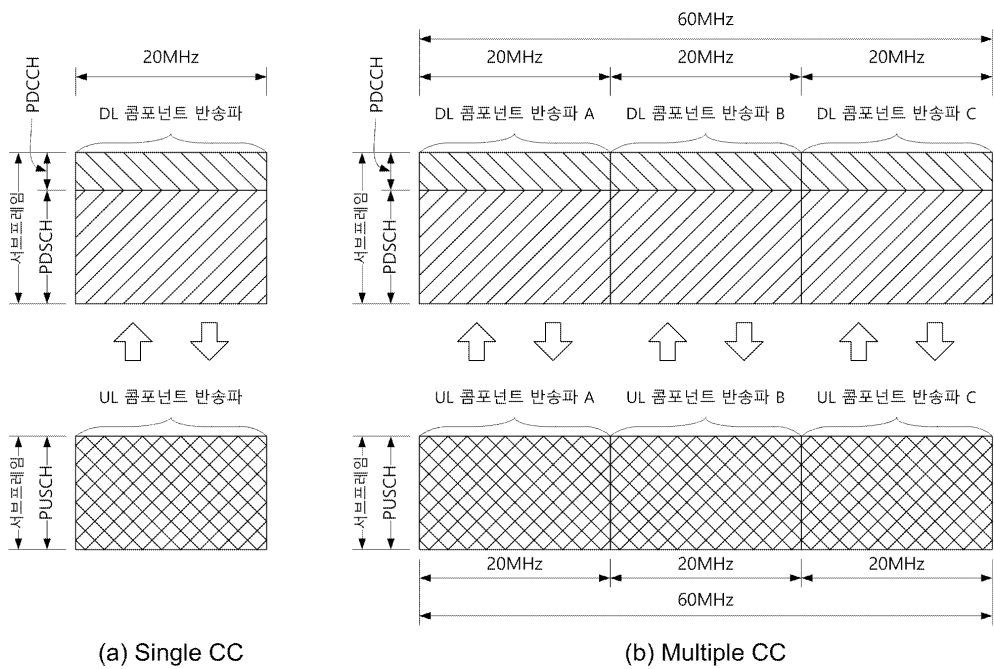 60MHz
20MHz
20MHz
20MHz
20MHz
PDCCH
DL 콤포넌트 반송파
PDCCH
DL 콤포넌트 반송파 A
DL 콤포넌트 반송파 B
DL 콤포넌트 반송파 C
서브프레임
PDSCH
서브프레임
PDSCH
UL 콤포넌트 반송파
UL 콤포넌트 반송파 A
UL 콤포넌트 반송파 B
UL 콤포넌트 반송파 C
서브프레임
PUSCH
서브프레임
PUSCH
20MHz
20MHz
20MHz
60MHz
(a) Single CC
(b) Multiple CC